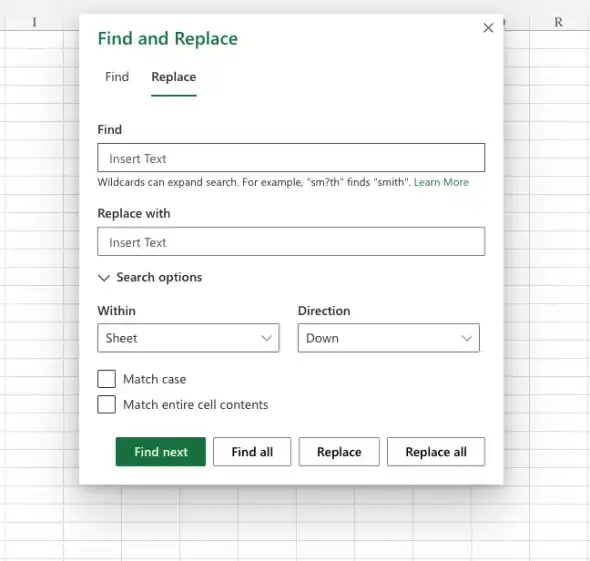 I R
Find and Replace
Find Replace
Find
Insert Text
Wildcards can expand search. For example, "sm?th" finds "smith". Learn More
Replace with
Insert Text
Search options
Within Direction
Sheet Down
Match case
Match entire cell contents
Find next Find all Replace Replace all